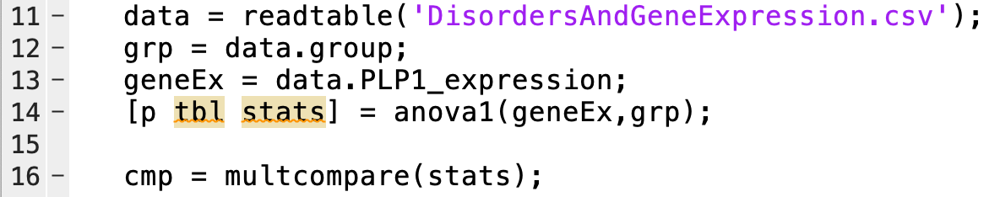 11 – data = readtable('DisordersAndGeneExpression.csv');
12 – grp = data.group;
13 – geneEx = data.PLP1_expression;
14 – [p tbl stats] = anova1(geneEx,grp);
15
16 – cmp = multcompare(stats);